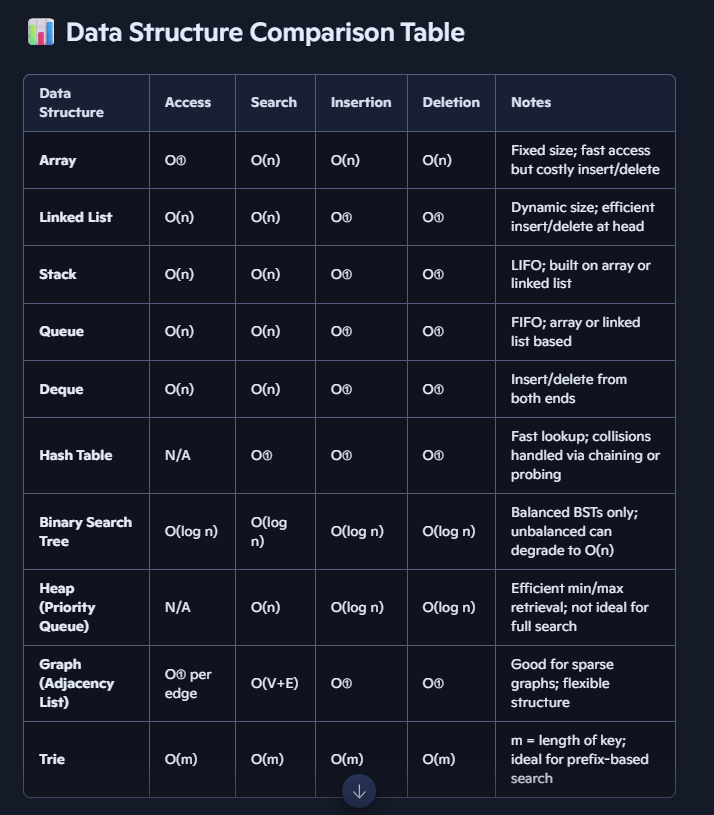 📊 Data Structure Comparison Table
Data
Structure
Access
Search
Insertion
Deletion
Notes
Array
O①
O(n)
O(n)
O(n)
Fixed size; fast access
but costly insert/delete
Linked List
O(n)
O(n)
O①
O①
Dynamic size; efficient
insert/delete at head
Stack
O(n)
O(n)
O①
O①
LIFO; built on array or
linked list
Queue
O(n)
O(n)
O①
O①
FIFO; array or linked
list based
Deque
O(n)
O(n)
O①
O①
Insert/delete from
both ends
Hash Table
N/A
O①
O①
O①
Fast lookup; collisions
handled via chaining or
probing
Binary Search
Tree
O(log n)
O(log
n)
O(log n)
O(log n)
Balanced BSTs only;
unbalanced can
degrade to O(n)
Heap
(Priority
Queue)
N/A
O(n)
O(log n)
O(log n)
Efficient min/max
retrieval; not ideal for
full search
Graph
(Adjacency
List)
O① per
edge
O(V+E)
O①
O①
Good for sparse
graphs; flexible
structure
Trie
O(m)
O(m)
O(m)
O(m)
m = length of key;
ideal for prefix-based
search